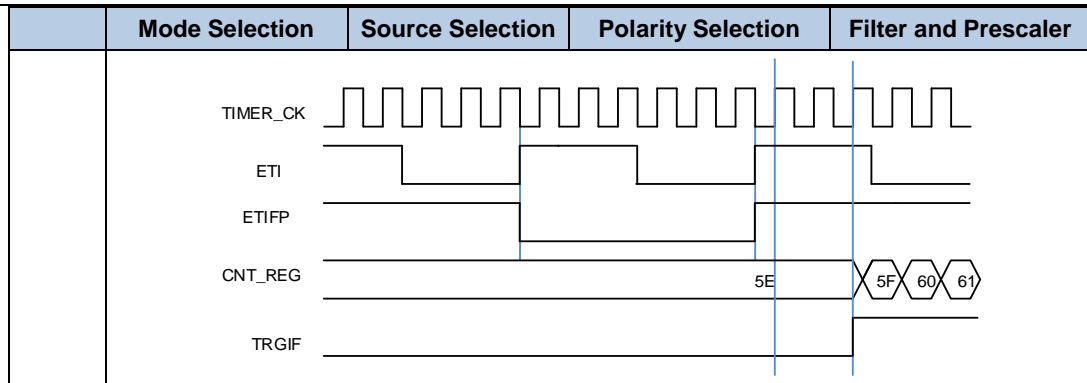 Mode Selection Source Selection Polarity Selection Filter and Prescaler
TIMER_CK
ETI
ETIFP
CNT_REG 5E 5F 60 61
TRGIF